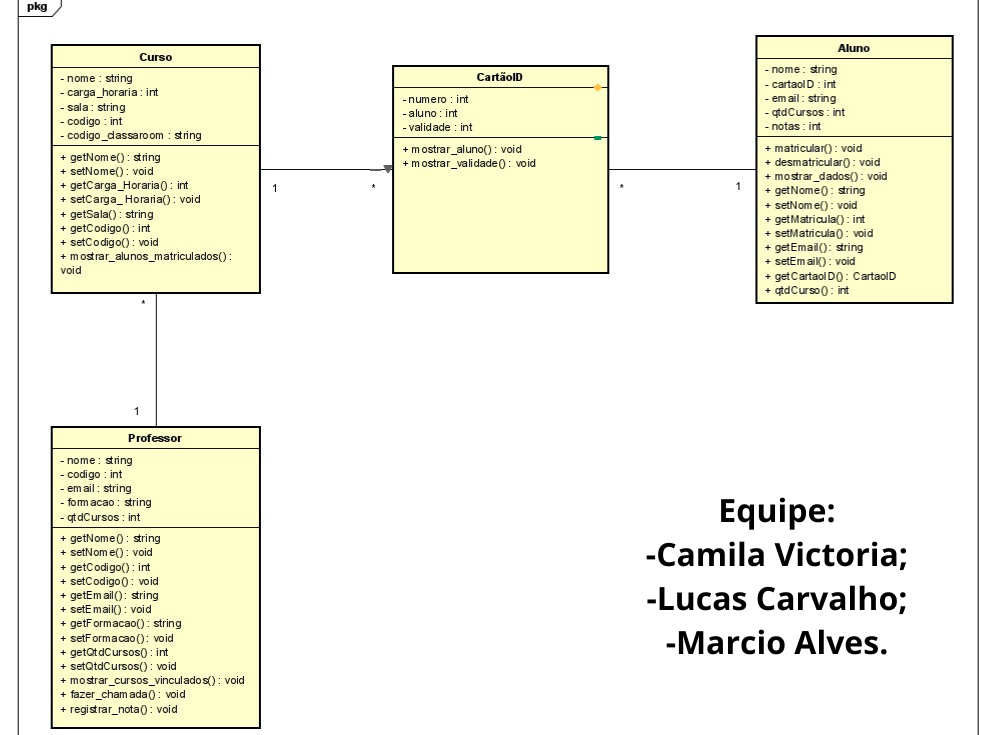 pkg
Curso
- nome : string
- carga_horaria : int
- sala : string
- codigo : int
- codigo_classaroom : string
+ getNome() : string
+ setNome() : void
+ getCarga_Horaria() : int
+ setCarga_Horaria() : void
+ getSala() : string
+ getCodigo() : int
+ setCodigo() : void
+ mostrar_alunos_matriculados() :
void
1
*
CartãoID
- numero : int
- aluno : int
- validade : int
+ mostrar_aluno() : void
+ mostrar_validade() : void
*
1
Aluno
- nome : string
- cartaoID : int
- email : string
- qtdCursos : int
- notas : int
+ matricular() : void
+ desmatricular() : void
+ mostrar_dados() : void
+ getNome() : string
+ setNome() : void
+ getMatricula() : int
+ setMatricula() : void
+ getEmail() : string
+ setEmail() : void
+ getCartaoID() : CartaoID
+ qtdCurso() : int
*
1
Professor
- nome : string
- codigo : int
- email : string
- formacao : string
- qtdCursos : int
+ getNome() : string
+ setNome() : void
+ getCodigo() : int
+ setCodigo() : void
+ getEmail() : string
+ setEmail() : void
+ getFormacao() : string
+ setFormacao() : void
+ getQtdCursos() : int
+ setQtdCursos() : void
+ mostrar_cursos_vinculados() : void
+ fazer_chamada() : void
+ registrar_nota() : void
Equipe:
-Camila Victoria;
-Lucas Carvalho;
-Marcio Alves.